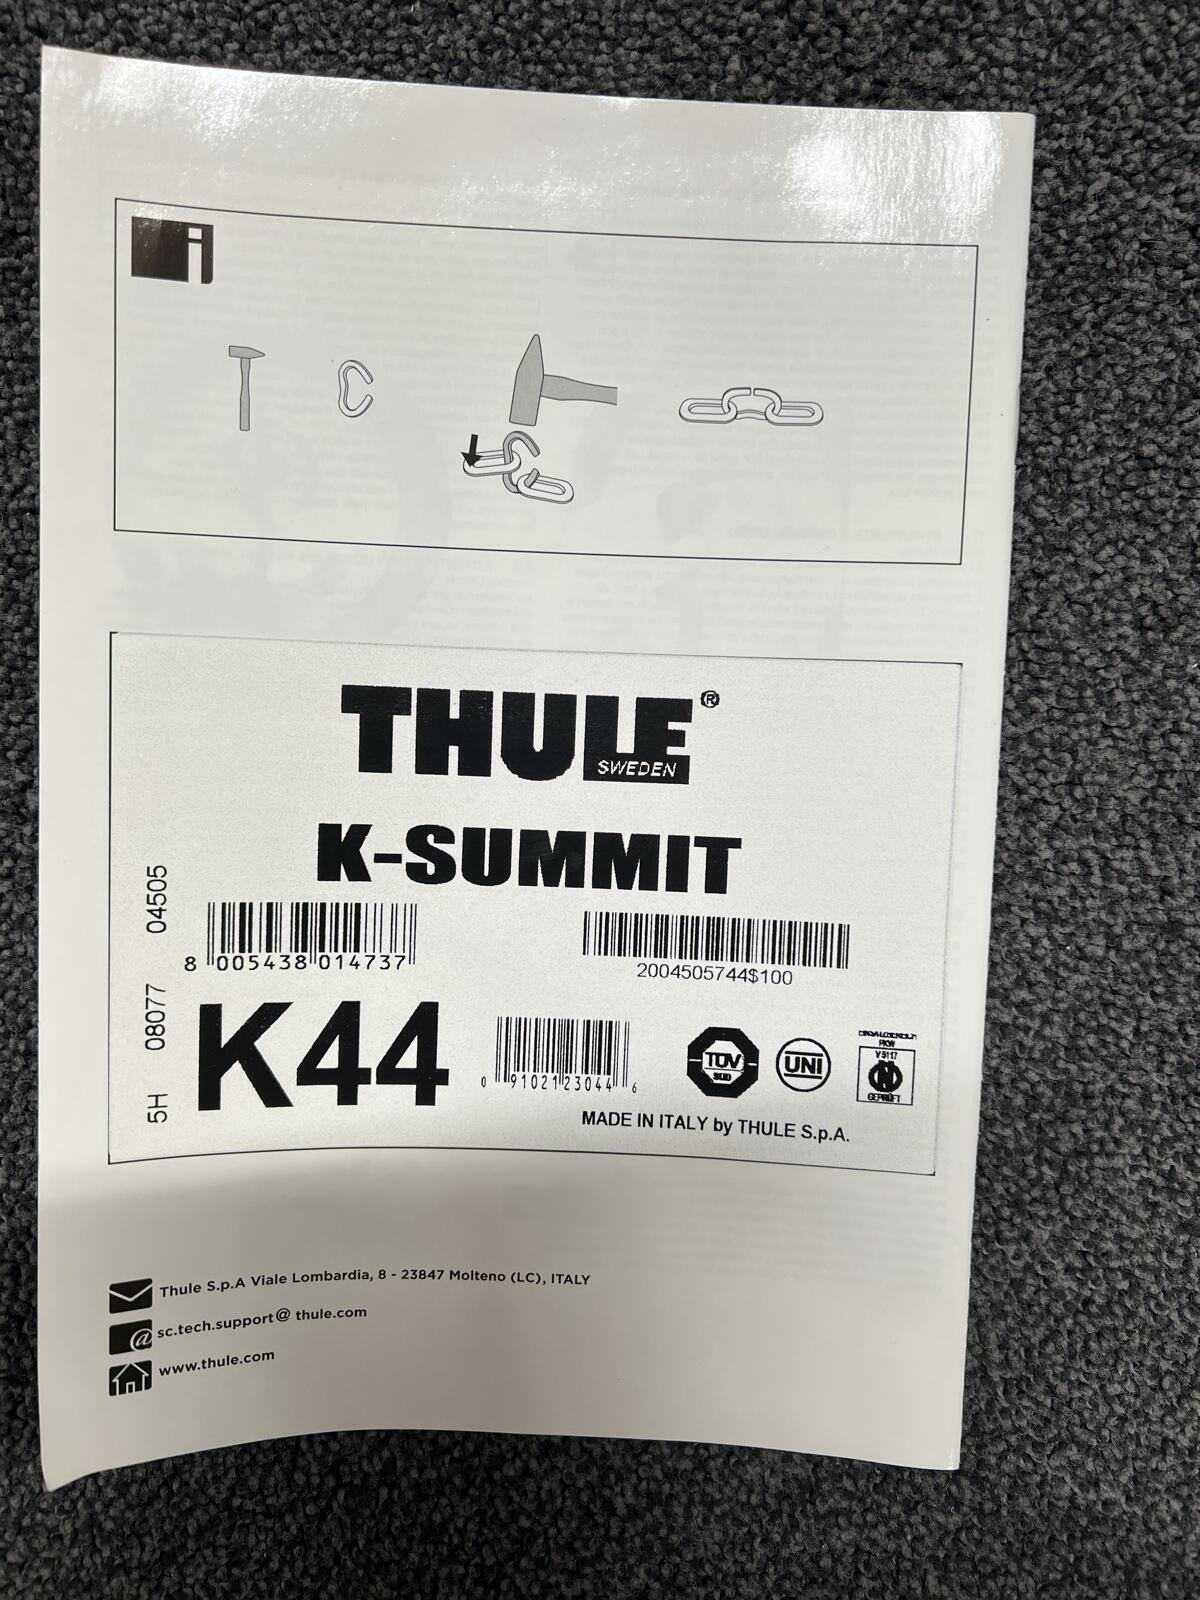 i
THULE®
SWEDEN
K-SUMMIT
5H 08077 04505
8 005438 014737
2004505744$100
K44
0 91021 23044 6
TÜV
SÜD
UNI
PKW
V 5117
N
GEPRÜFT
MADE IN ITALY by THULE S.p.A.
Thule S.p.A Viale Lombardia, 8 - 23847 Molteno (LC), ITALY
@ sc.tech.support@ thule.com
www.thule.com